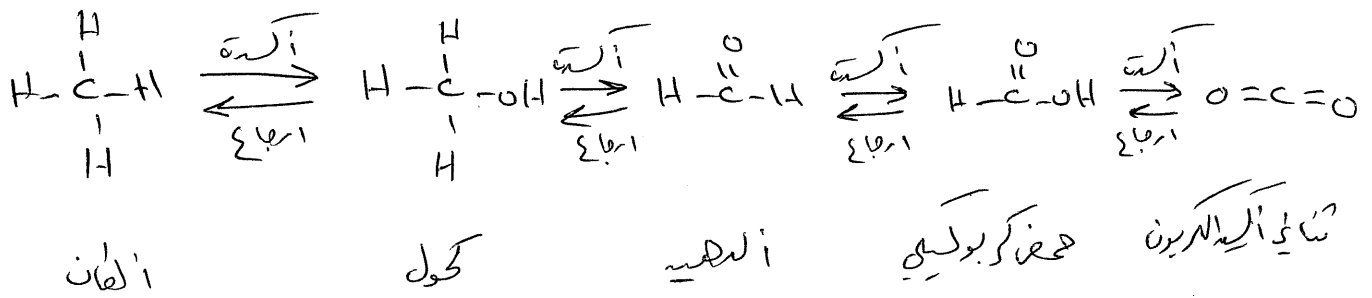 H H O O
أكسدة أكسدة أكسدة أكسدة
H-C-H ⇌ H-C-OH ⇌ H-C-H ⇌ H-C-OH ⇌ O=C=O
ارجاع ارجاع ارجاع ارجاع
H H
ألكان كحول ألدهيد حمض كربوكسيلي ثنائي أكسيد الكربون